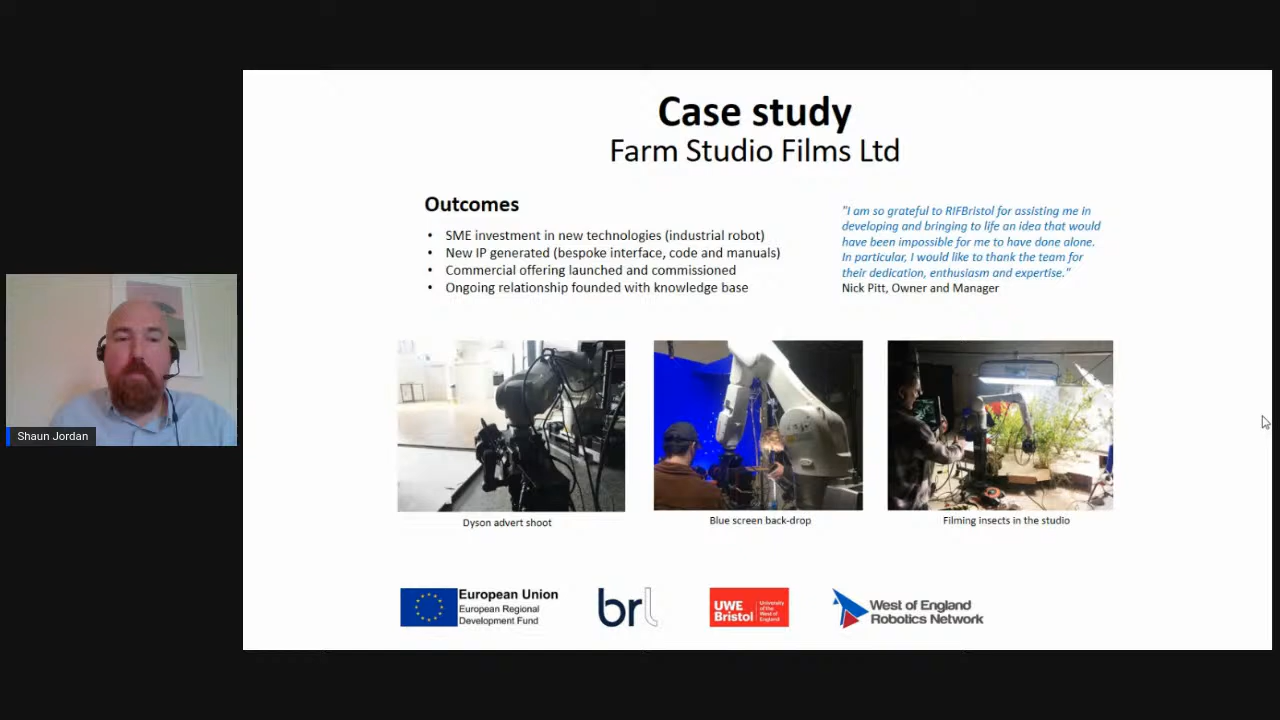 Case study
Farm Studio Films Ltd
Outcomes
• SME investment in new technologies (industrial robot)
• New IP generated (bespoke interface, code and manuals)
• Commercial offering launched and commissioned
• Ongoing relationship founded with knowledge base
"I am so grateful to RIFBristol for assisting me in
developing and bringing to life an idea that would
have been impossible for me to have done alone.
In particular, I would like to thank the team for
their dedication, enthusiasm and expertise."
Nick Pitt, Owner and Manager
Shaun Jordan
Dyson advert shoot
Blue screen back-drop
Filming insects in the studio
European Union
European Regional
Development Fund
brl
UWE
Bristol
University
of the
West of
England
West of England
Robotics Network